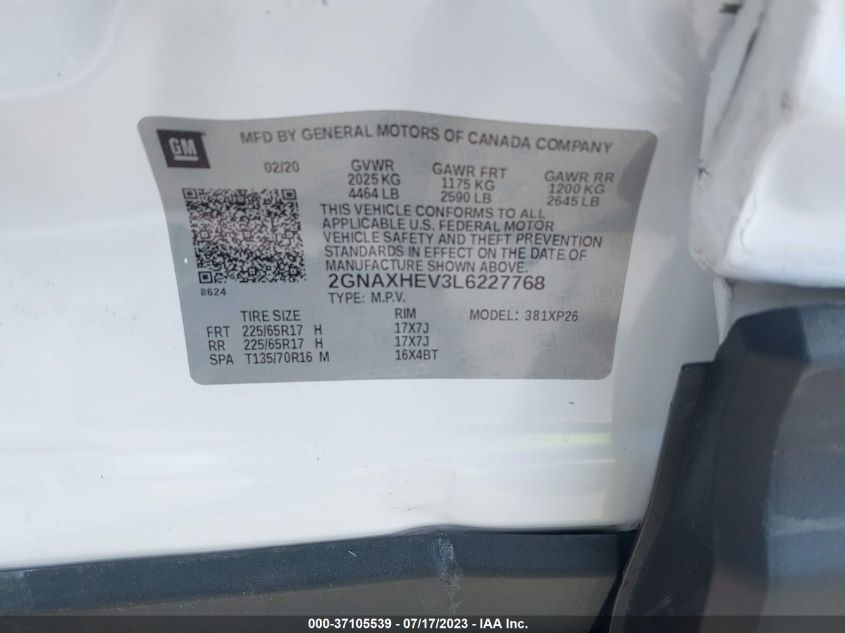 GM
MFD BY GENERAL MOTORS OF CANADA COMPANY
02/20 GVWR GAWR FRT GAWR RR
2025 KG 1175 KG 1200 KG
4464 LB 2590 LB 2645 LB
THIS VEHICLE CONFORMS TO ALL
APPLICABLE U.S. FEDERAL MOTOR
VEHICLE SAFETY AND THEFT PREVENTION
STANDARDS IN EFFECT ON THE DATE OF
MANUFACTURE SHOWN ABOVE.
8624
2GNAXHEV3L6227768
TYPE: M.P.V.
TIRE SIZE RIM MODEL: 381XP26
FRT 225/65R17 H 17X7J
RR 225/65R17 H 17X7J
SPA T135/70R16 M 16X4BT
000-37105539 - 07/17/2023 - IAA Inc.